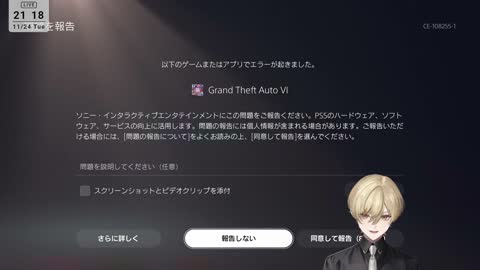 LIVE
21 18
11/24 Tue
を報告
CE-108255-1
以下のゲームまたはアプリでエラーが起きました。
Grand Theft Auto VI
ソニー・インタラクティブエンタテインメントにこの問題をご報告ください。PS5のハードウェア、ソフト
ウェア、サービスの向上に活用します。問題の報告には個人情報が含まれる場合があります。ご報告いただ
ける場合には、[問題の報告について]をよくお読みの上、[同意して報告]を選んでください。
問題を説明してください（任意）
スクリーンショットとビデオクリップを添付
さらに詳しく
報告しない
同意して報告（